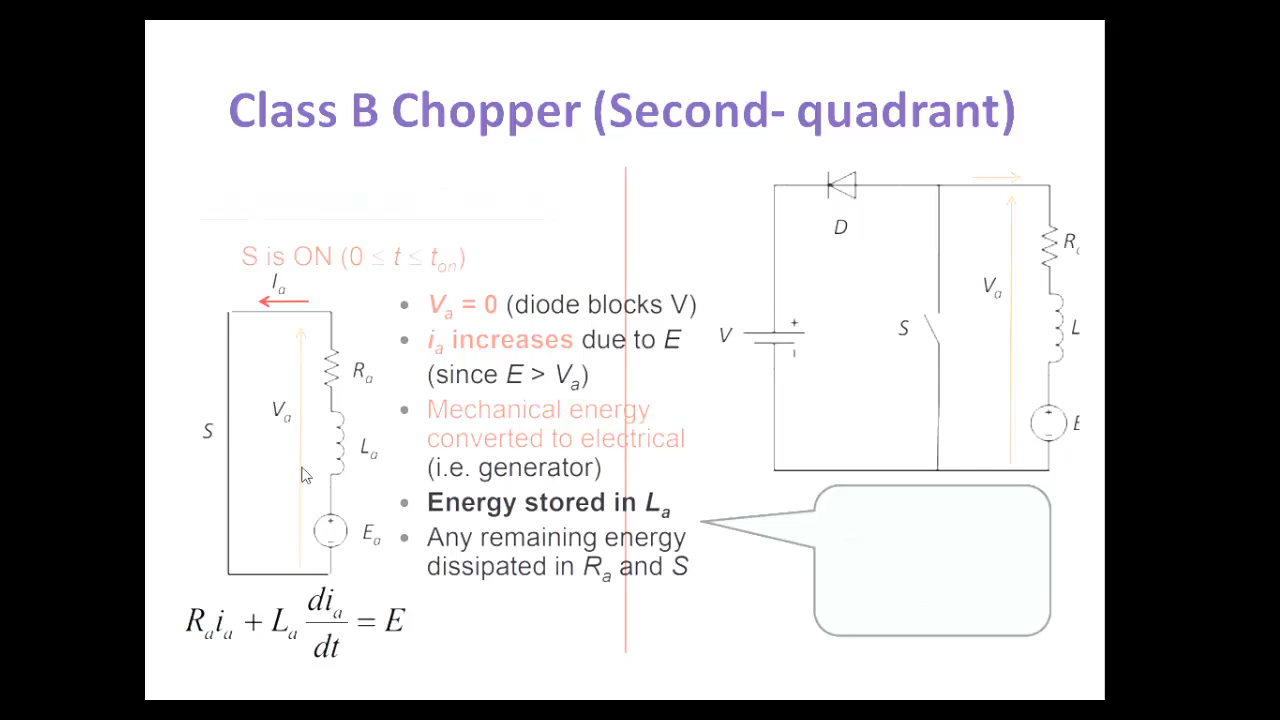 Class B Chopper (Second- quadrant)
S is ON (0 ≤ t ≤ ton)
Ia
S
Va
Ra
La
Ea
Raia + La dia/dt = E
• Va = 0 (diode blocks V)
• ia increases due to E
(since E > Va)
• Mechanical energy
converted to electrical
(i.e. generator)
• Energy stored in La
• Any remaining energy
dissipated in Ra and S
D
V
+
S
Va
R
L
+
E